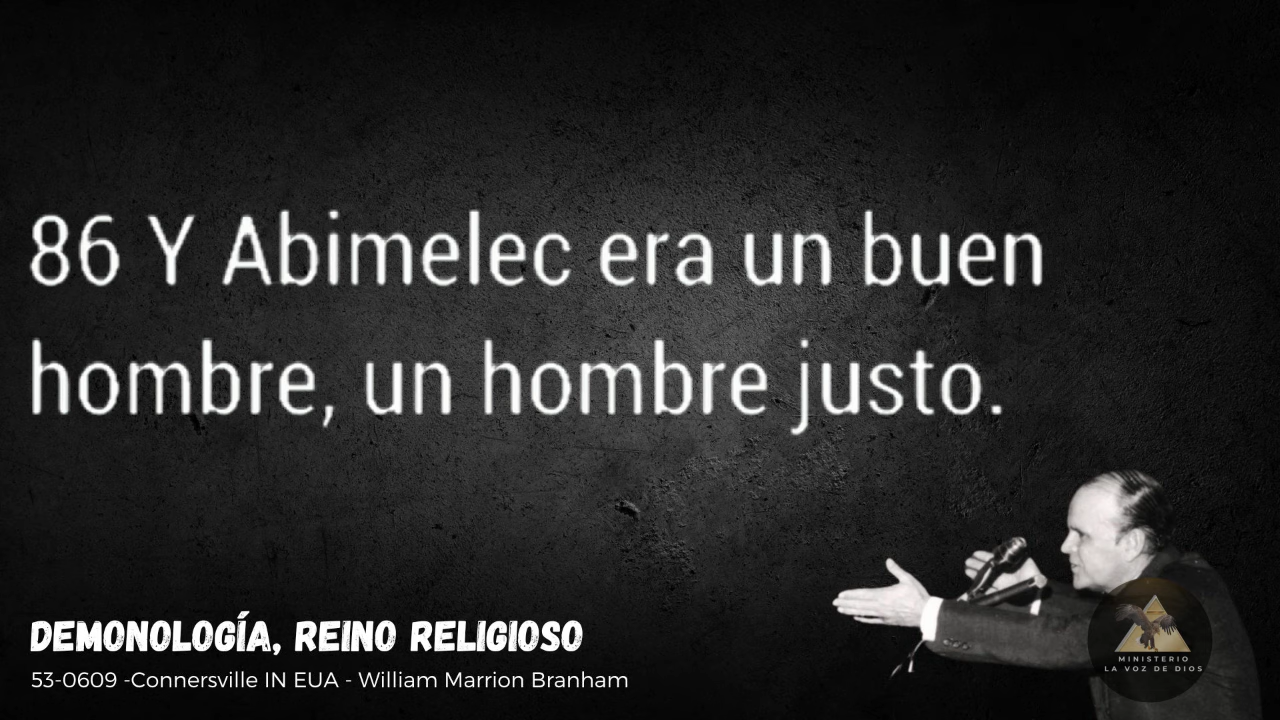 86 Y Abimelec era un buen
hombre, un hombre justo.
DEMONOLOGÍA, REINO RELIGIOSO
53-0609 -Connersville IN EUA - William Marrion Branham
MINISTERIO
LA VOZ DE DIOS